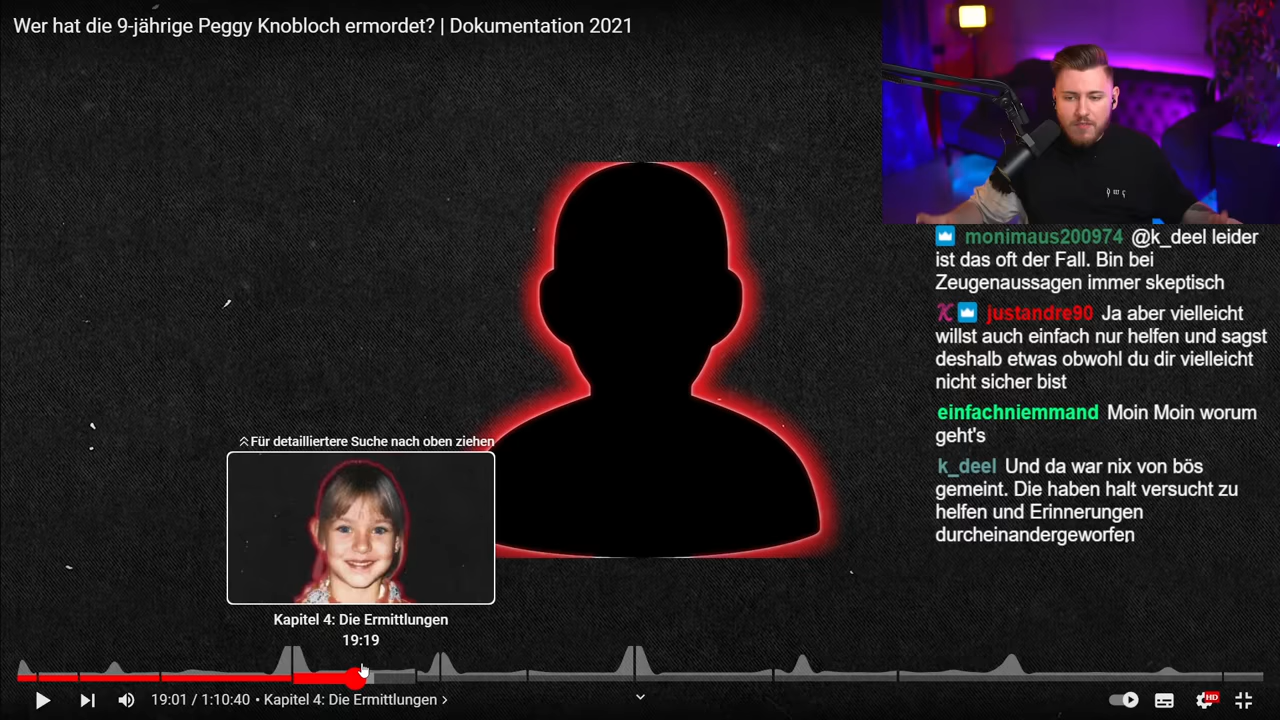 Wer hat die 9-jährige Peggy Knobloch ermordet? | Dokumentation 2021
monimaus200974 @k_deel leider
ist das oft der Fall. Bin bei
Zeugenaussagen immer skeptisch
justandre90 Ja aber vielleicht
willst auch einfach nur helfen und sagst
deshalb etwas obwohl du dir vielleicht
nicht sicher bist
einfachniemmand Moin Moin worum
geht's
k_deel Und da war nix von bös
gemeint. Die haben halt versucht zu
helfen und Erinnerungen
durcheinandergeworfen
Für detailliertere Suche nach oben ziehen
Kapitel 4: Die Ermittlungen
19:19
19:01 / 1:10:40 • Kapitel 4: Die Ermittlungen
HD